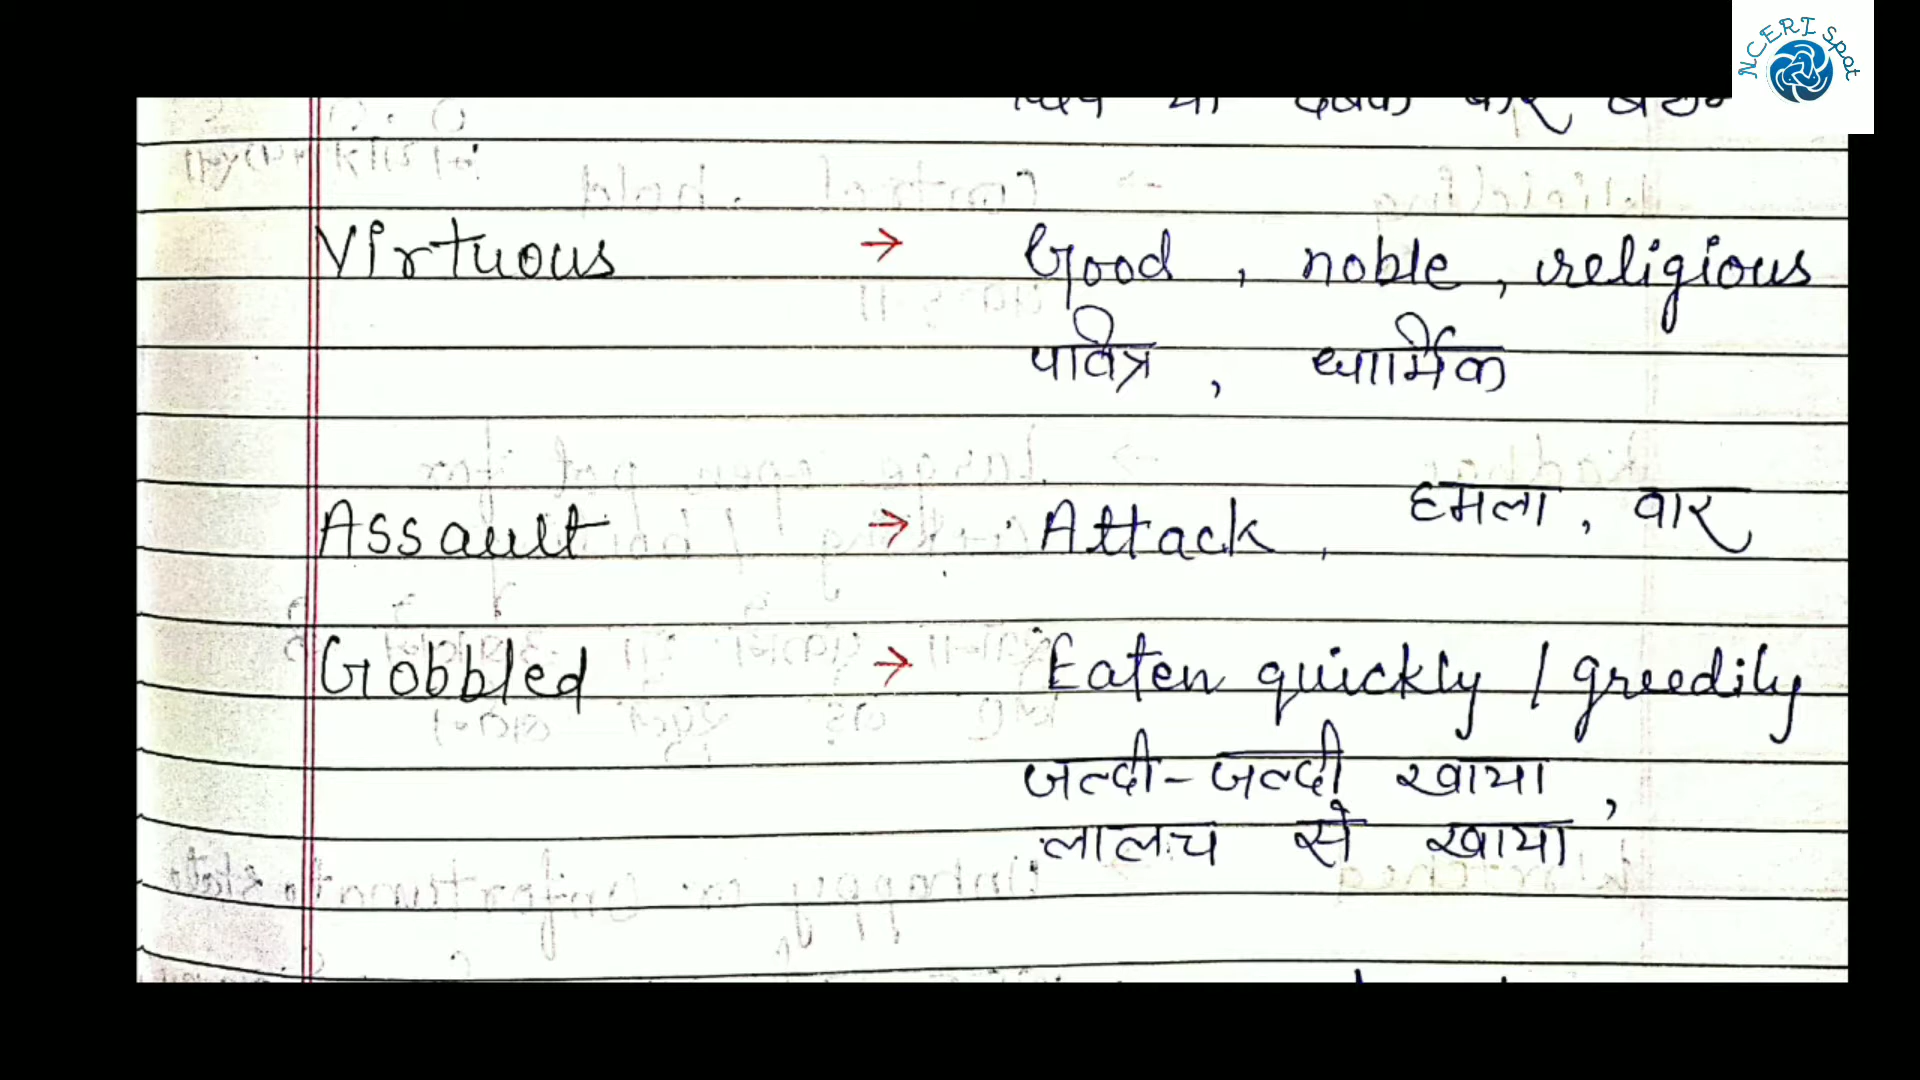 NCERT Spot
Virtuous → Good, noble, religious
पवित्र, धार्मिक
Assault → Attack, हमला, वार
Gobbled → Eaten quickly / greedily
जल्दी-जल्दी खाया,
लालच से खाया